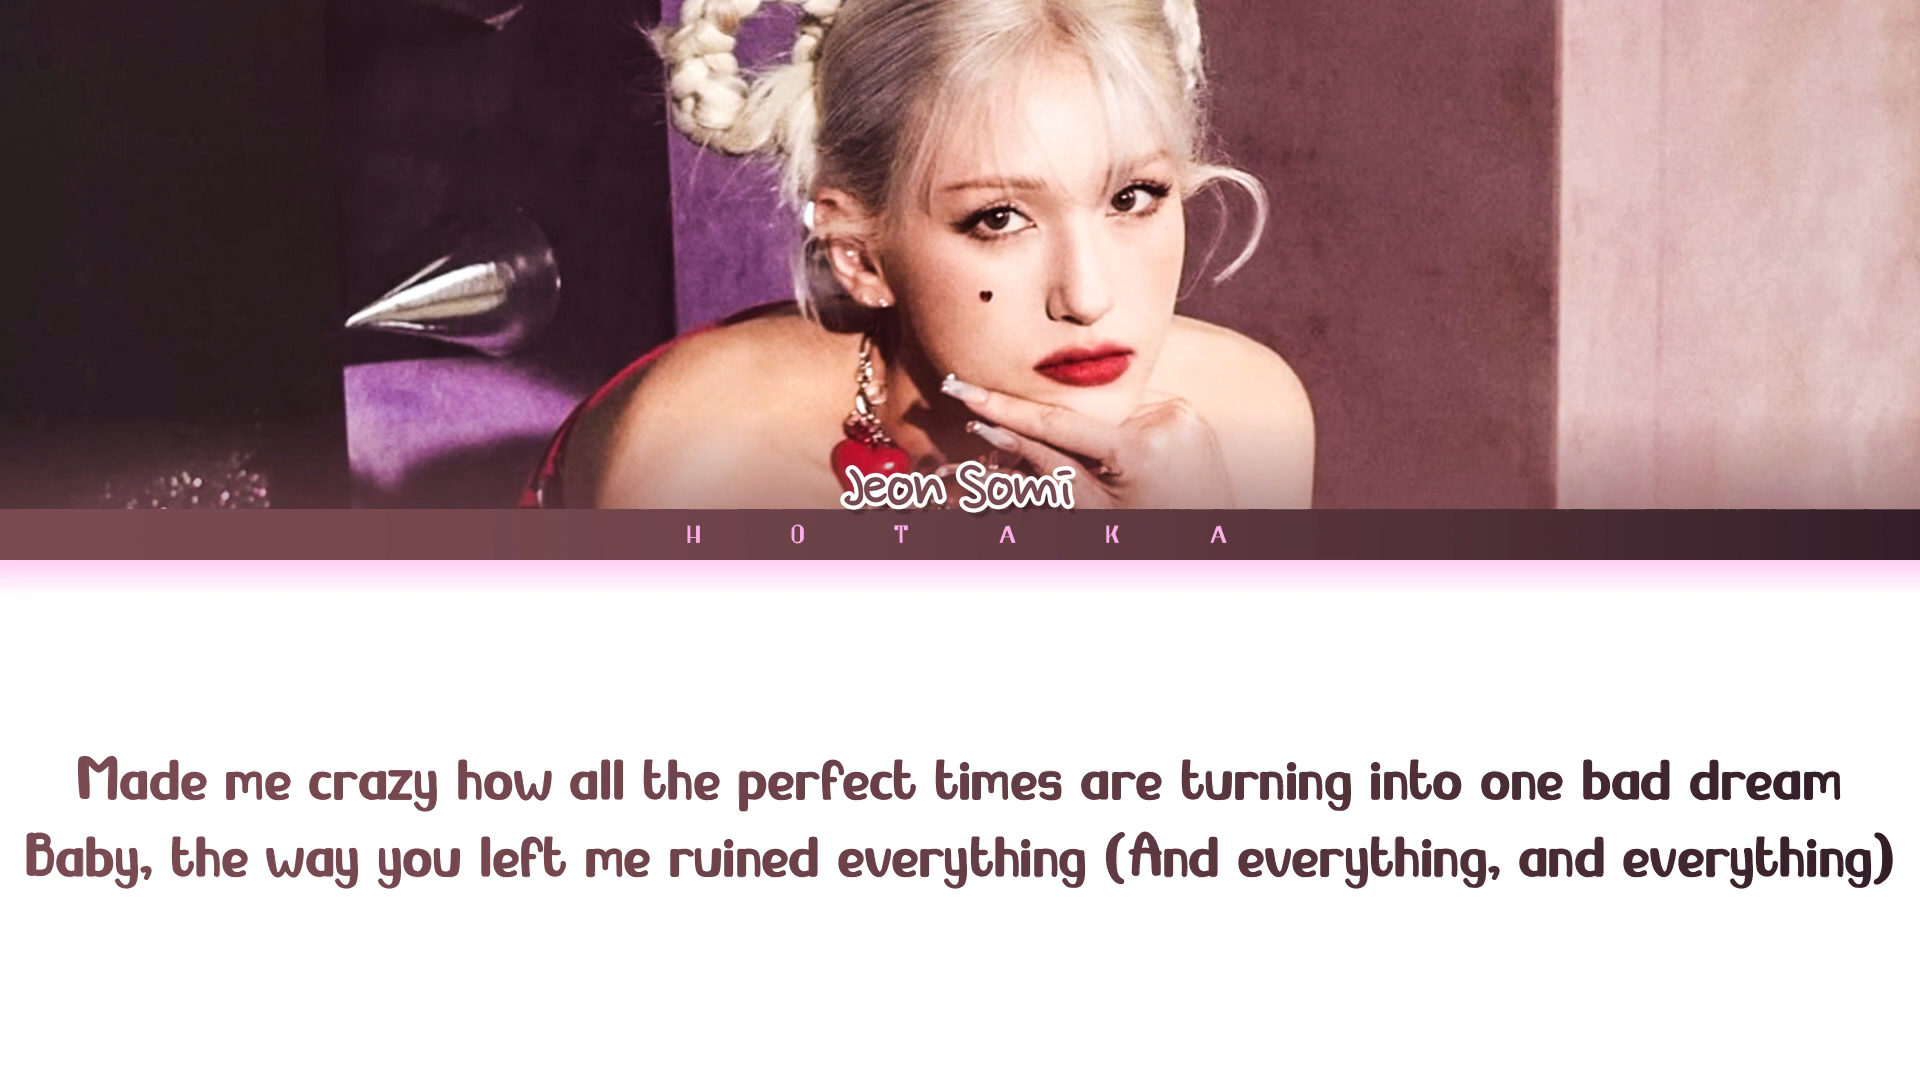 Jeon Somi
HOTAKA
Made me crazy how all the perfect times are turning into one bad dream
Baby, the way you left me ruined everything (And everything, and everything)